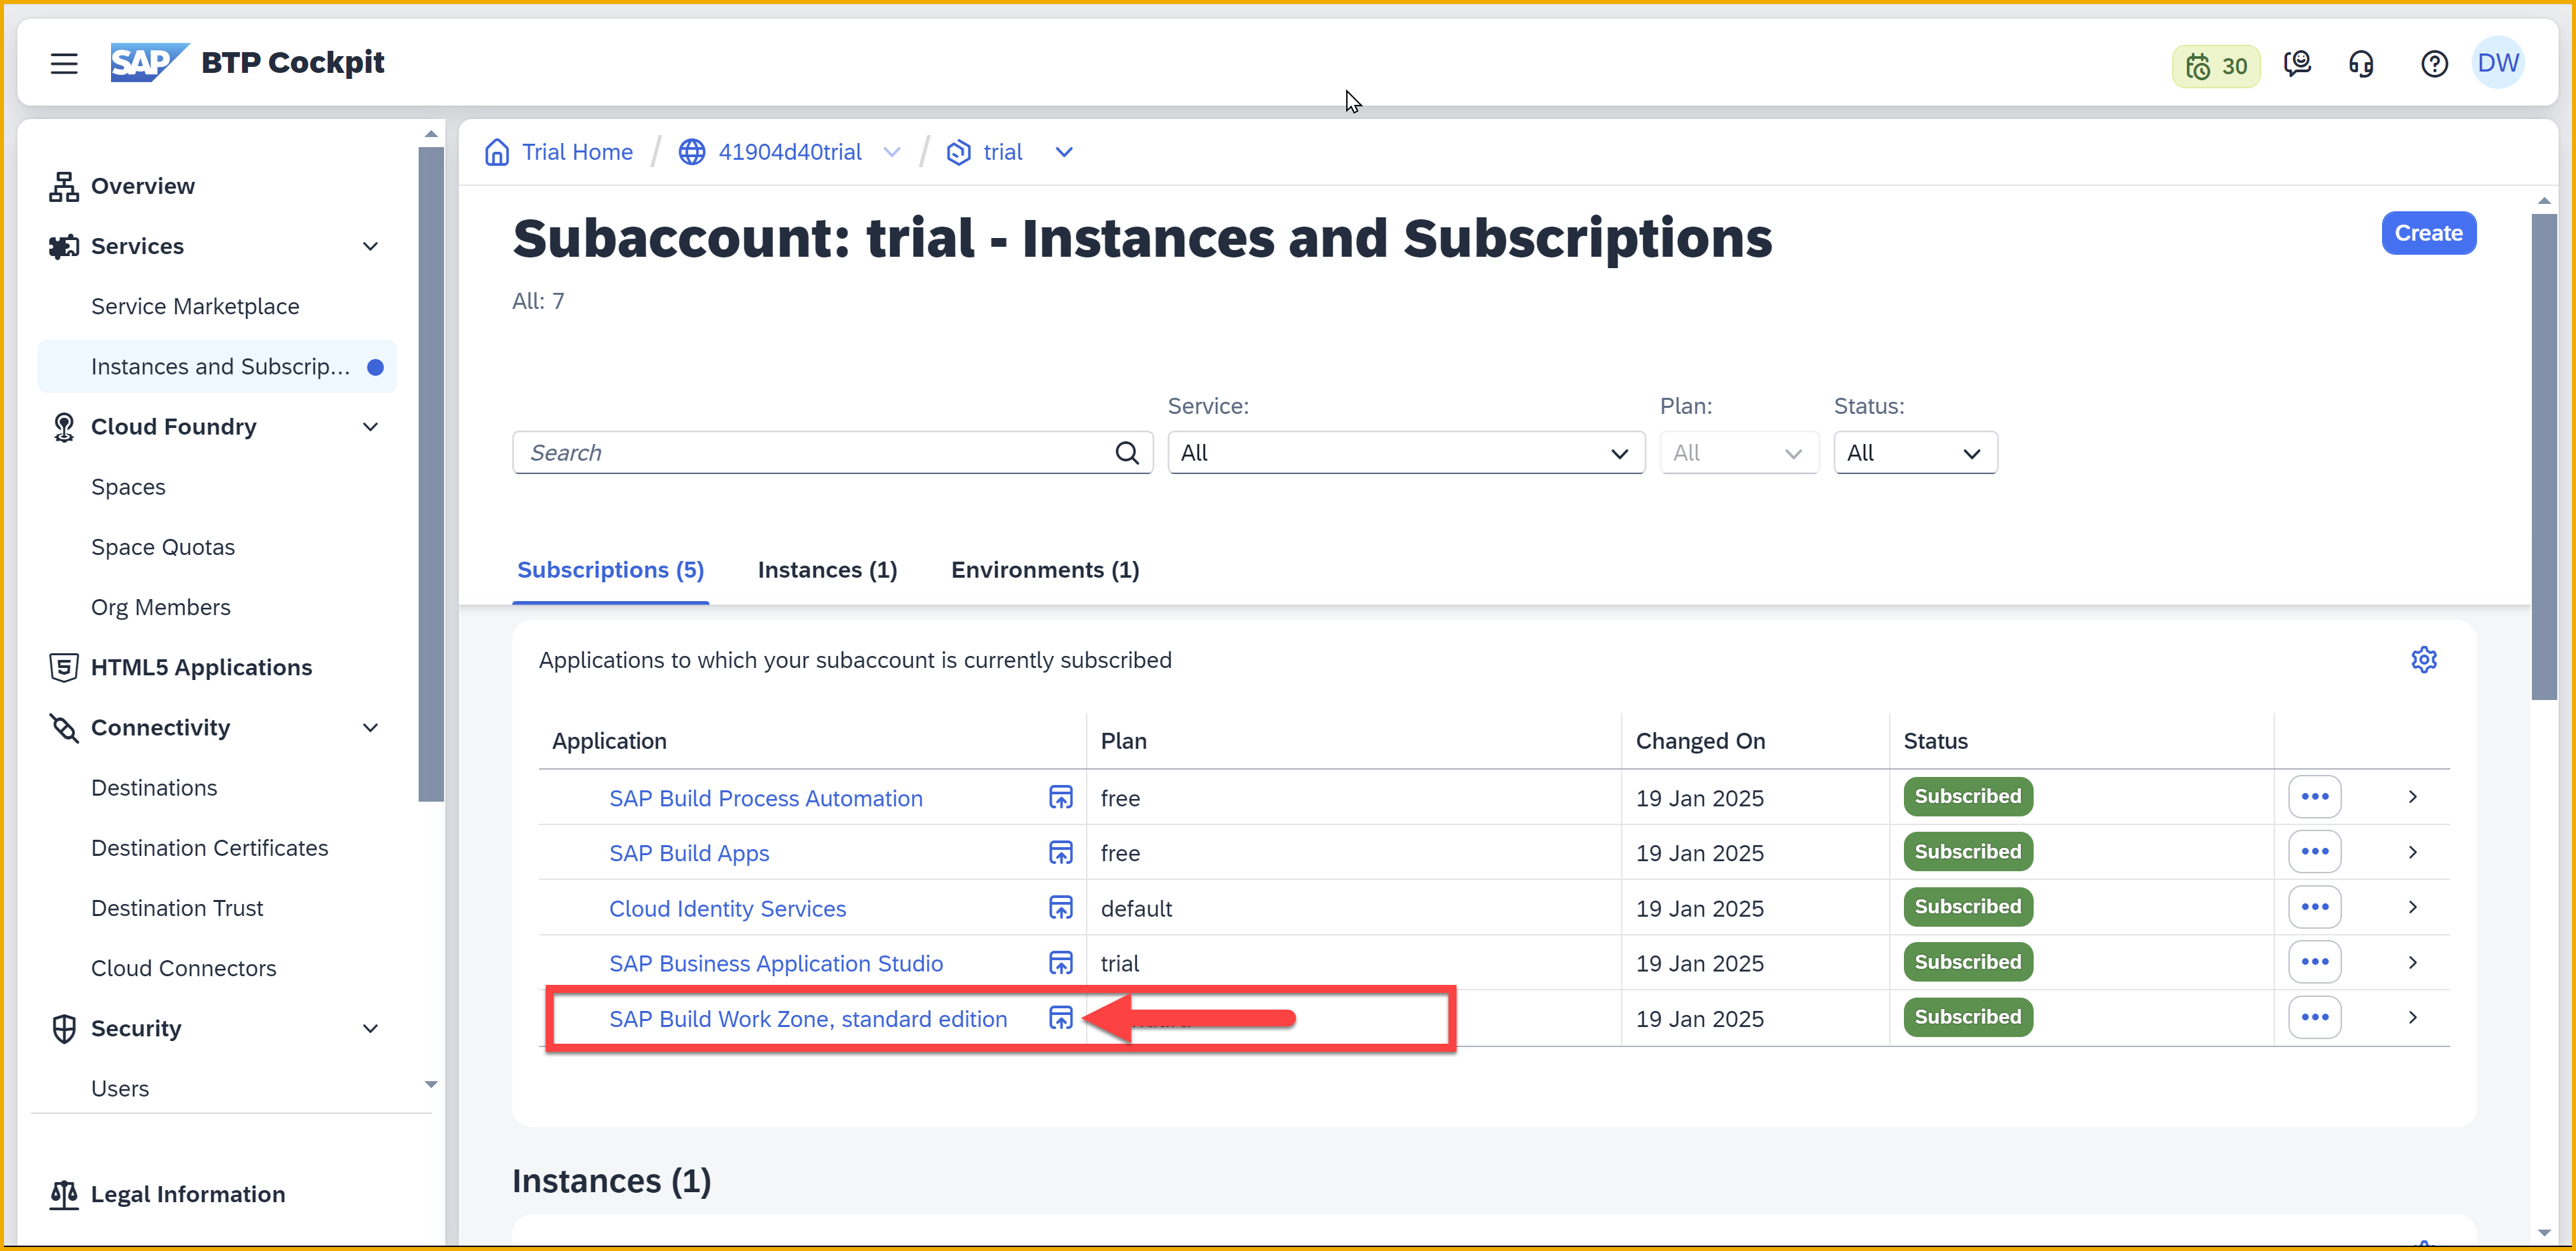 SAP BTP Cockpit 30 DW
Overview
Services
Service Marketplace
Instances and Subscrip...
Cloud Foundry
Spaces
Space Quotas
Org Members
5 HTML5 Applications
Connectivity
Destinations
Destination Certificates
Destination Trust
Cloud Connectors
Security
Users
Legal Information
Trial Home / 41904d40trial / trial
Subaccount: trial - Instances and Subscriptions Create
All: 7
Service: Plan: Status:
Search All All All
Subscriptions (5) Instances (1) Environments (1)
Applications to which your subaccount is currently subscribed
Application Plan Changed On Status
SAP Build Process Automation free 19 Jan 2025 Subscribed
SAP Build Apps free 19 Jan 2025 Subscribed
Cloud Identity Services default 19 Jan 2025 Subscribed
SAP Business Application Studio trial 19 Jan 2025 Subscribed
SAP Build Work Zone, standard edition 19 Jan 2025 Subscribed
Instances (1)